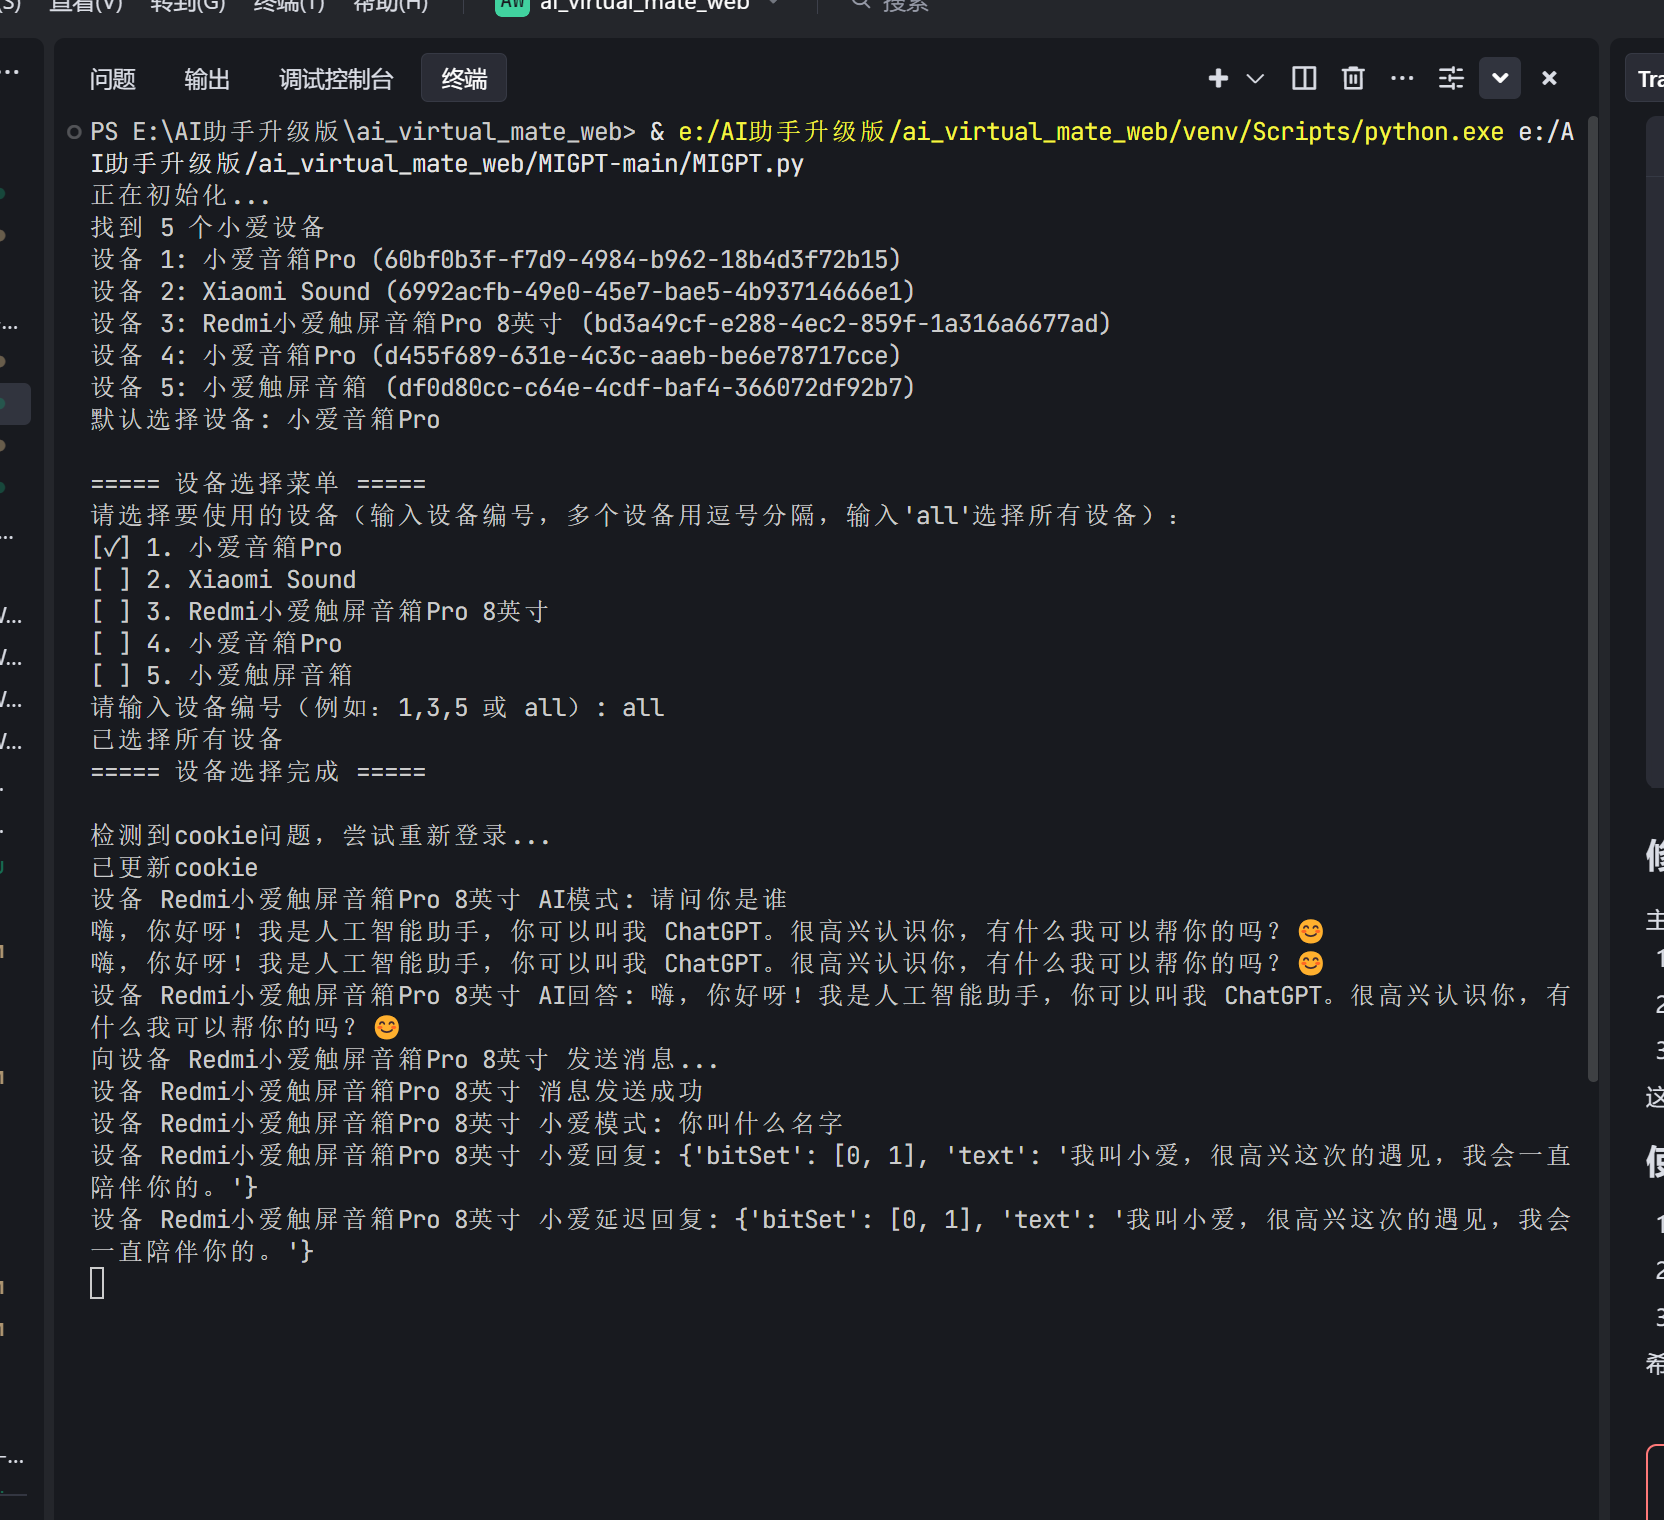 查看(V) 转到(G) 终端(T) 帮助(H) AW ai_virtual_mate_web 搜索
问题 输出 调试控制台 终端
PS E:\AI助手升级版\ai_virtual_mate_web> & e:/AI助手升级版/ai_virtual_mate_web/venv/Scripts/python.exe e:/A
I助手升级版/ai_virtual_mate_web/MIGPT-main/MIGPT.py
正在初始化...
找到 5 个小爱设备
设备 1: 小爱音箱Pro (60bf0b3f-f7d9-4984-b962-18b4d3f72b15)
设备 2: Xiaomi Sound (6992acfb-49e0-45e7-bae5-4b93714666e1)
设备 3: Redmi小爱触屏音箱Pro 8英寸 (bd3a49cf-e288-4ec2-859f-1a316a6677ad)
设备 4: 小爱音箱Pro (d455f689-631e-4c3c-aaeb-be6e78717cce)
设备 5: 小爱触屏音箱 (df0d80cc-c64e-4cdf-baf4-366072df92b7)
默认选择设备: 小爱音箱Pro
===== 设备选择菜单 =====
请选择要使用的设备（输入设备编号，多个设备用逗号分隔，输入'all'选择所有设备）:
[✓] 1. 小爱音箱Pro
[ ] 2. Xiaomi Sound
[ ] 3. Redmi小爱触屏音箱Pro 8英寸
[ ] 4. 小爱音箱Pro
[ ] 5. 小爱触屏音箱
请输入设备编号（例如: 1,3,5 或 all）: all
已选择所有设备
===== 设备选择完成 =====
检测到cookie问题，尝试重新登录...
已更新cookie
设备 Redmi小爱触屏音箱Pro 8英寸 AI模式: 请问你是谁
嗨，你好呀！我是人工智能助手，你可以叫我 ChatGPT。很高兴认识你，有什么我可以帮你的吗？😊
嗨，你好呀！我是人工智能助手，你可以叫我 ChatGPT。很高兴认识你，有什么我可以帮你的吗？😊
设备 Redmi小爱触屏音箱Pro 8英寸 AI回答: 嗨，你好呀！我是人工智能助手，你可以叫我 ChatGPT。很高兴认识你，有
什么我可以帮你的吗？😊
向设备 Redmi小爱触屏音箱Pro 8英寸 发送消息...
设备 Redmi小爱触屏音箱Pro 8英寸 消息发送成功
设备 Redmi小爱触屏音箱Pro 8英寸 小爱模式: 你叫什么名字
设备 Redmi小爱触屏音箱Pro 8英寸 小爱回复: {'bitSet': [0, 1], 'text': '我叫小爱，很高兴这次的遇见，我会一直
陪伴你的。'}
设备 Redmi小爱触屏音箱Pro 8英寸 小爱延迟回复: {'bitSet': [0, 1], 'text': '我叫小爱，很高兴这次的遇见，我会
一直陪伴你的。'}